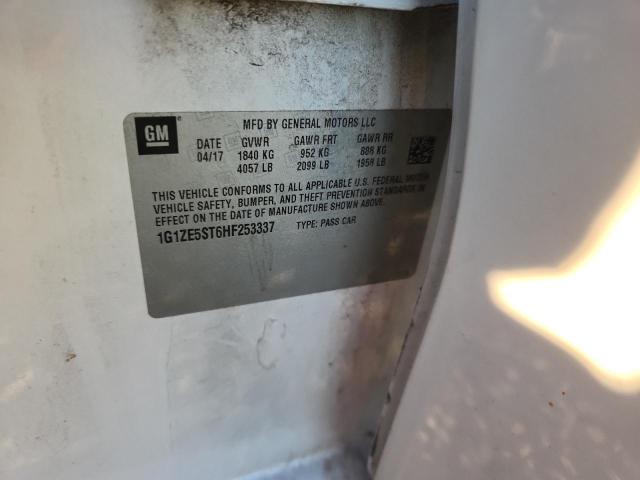 GM
MFD BY GENERAL MOTORS LLC
DATE GVWR GAWR FRT GAWR RR
04/17 1840 KG 952 KG 888 KG
4057 LB 2099 LB 1958 LB
THIS VEHICLE CONFORMS TO ALL APPLICABLE U.S. FEDERAL MOTOR
VEHICLE SAFETY, BUMPER, AND THEFT PREVENTION STANDARDS IN
EFFECT ON THE DATE OF MANUFACTURE SHOWN ABOVE.
1G1ZE5ST6HF253337 TYPE: PASS CAR